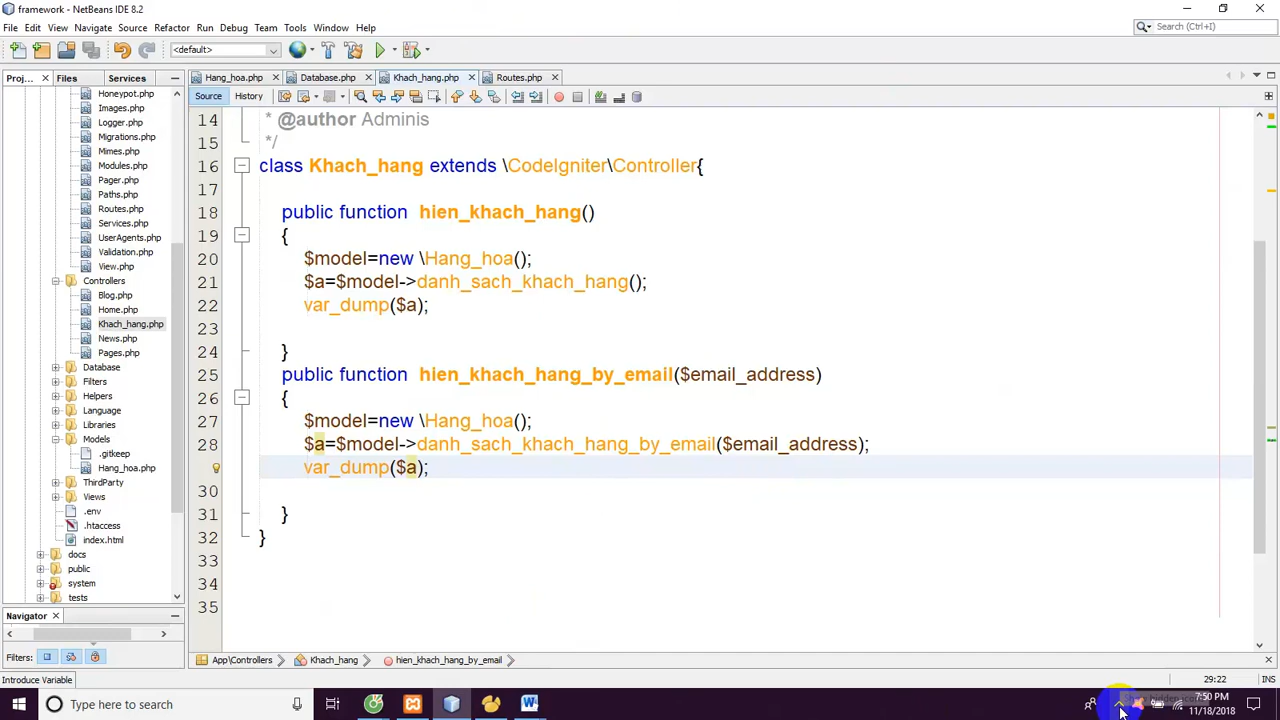 framework - NetBeans IDE 8.2
File Edit View Navigate Source Refactor Run Debug Team Tools Window Help
Search (Ctrl+I)
<default>
Proj... Files Services
Hang_hoa.php Database.php Khach_hang.php Routes.php
Source History
Honeypot.php
Images.php
Logger.php
Migrations.php
Mimes.php
Modules.php
Pager.php
Paths.php
Routes.php
Services.php
UserAgents.php
Validation.php
View.php
Controllers
Blog.php
Home.php
Khach_hang.php
News.php
Pages.php
Database
Filters
Helpers
Language
Libraries
Models
.gitkeep
Hang_hoa.php
ThirdParty
Views
.env
.htaccess
index.html
docs
public
system
tests
Navigator
Filters:
14 * @author Adminis
15 */
16 class Khach_hang extends \CodeIgniter\Controller{
17
18 public function hien_khach_hang()
19 {
20 $model=new \Hang_hoa();
21 $a=$model->danh_sach_khach_hang();
22 var_dump($a);
23
24 }
25 public function hien_khach_hang_by_email($email_address)
26 {
27 $model=new \Hang_hoa();
28 $a=$model->danh_sach_khach_hang_by_email($email_address);
var_dump($a);
30
31 }
32 }
33
34
35
App\Controllers Khach_hang hien_khach_hang_by_email
Introduce Variable
29:22 INS
Type here to search
7:50 PM
11/18/2018